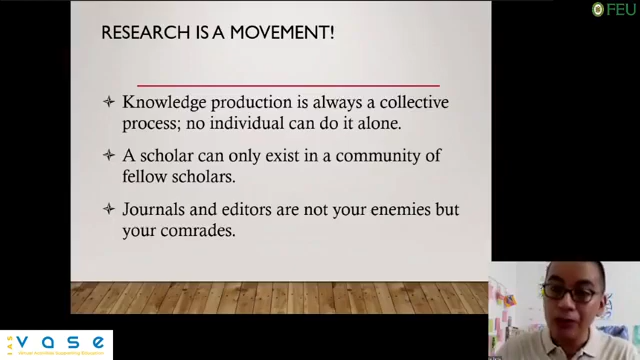 FEU
RESEARCH IS A MOVEMENT!
Knowledge production is always a collective
process; no individual can do it alone.
A scholar can only exist in a community of
fellow scholars.
Journals and editors are not your enemies but
your comrades.
IAS
vase